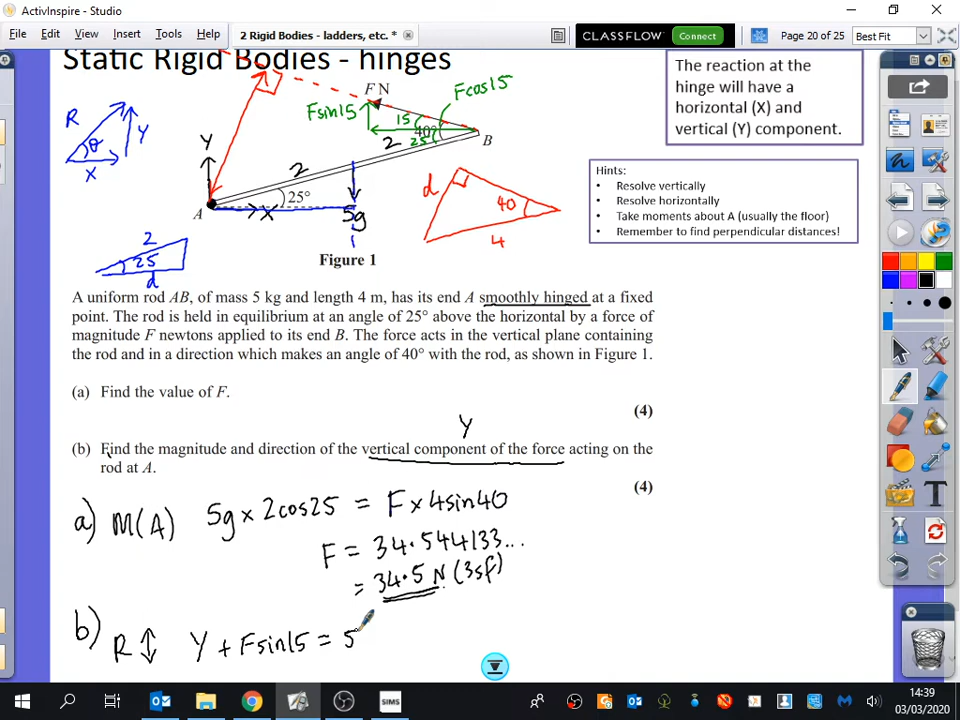 ActivInspire - Studio
File Edit View Insert Tools Help
2 Rigid Bodies - ladders, etc. *
CLASSFLOW Connect
Page 20 of 25
Best Fit
Static Rigid Bodies - hinges
The reaction at the
hinge will have a
horizontal (X) and
vertical (Y) component.
Hints:
• Resolve vertically
• Resolve horizontally
• Take moments about A (usually the floor)
• Remember to find perpendicular distances!
R
θ
Y
X
F N
Fcos15
Fsin15
15
40°
25
2
B
Y
2
25°
A
X
5g
d
40
4
2
25
d
Figure 1
A uniform rod AB, of mass 5 kg and length 4 m, has its end A smoothly hinged at a fixed
point. The rod is held in equilibrium at an angle of 25° above the horizontal by a force of
magnitude F newtons applied to its end B. The force acts in the vertical plane containing
the rod and in a direction which makes an angle of 40° with the rod, as shown in Figure 1.
(a) Find the value of F.
(4)
Y
(b) Find the magnitude and direction of the vertical component of the force acting on the
rod at A.
(4)
a) M(A) 5g × 2cos25 = F × 4sin40
F = 34.544133...
= 34.5 N (3sf)
b) R ↕ Y + Fsin15 = 5
SIMS
14:39
03/03/2020